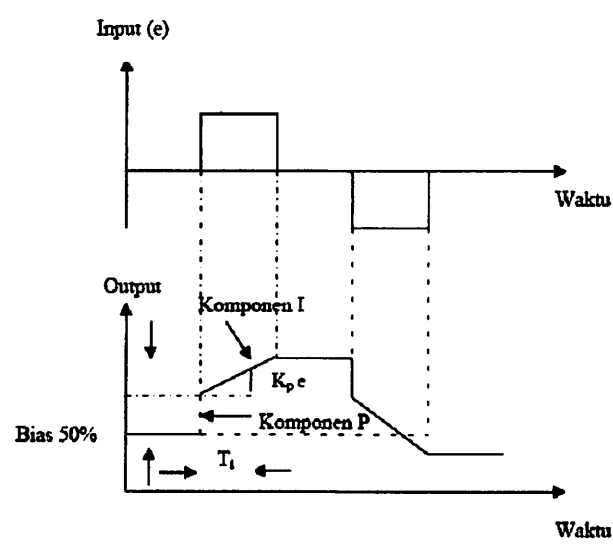 Input (e)
Waktu
Output
Komponen I
Kp e
Komponen P
Bias 50%
Ti
Waktu